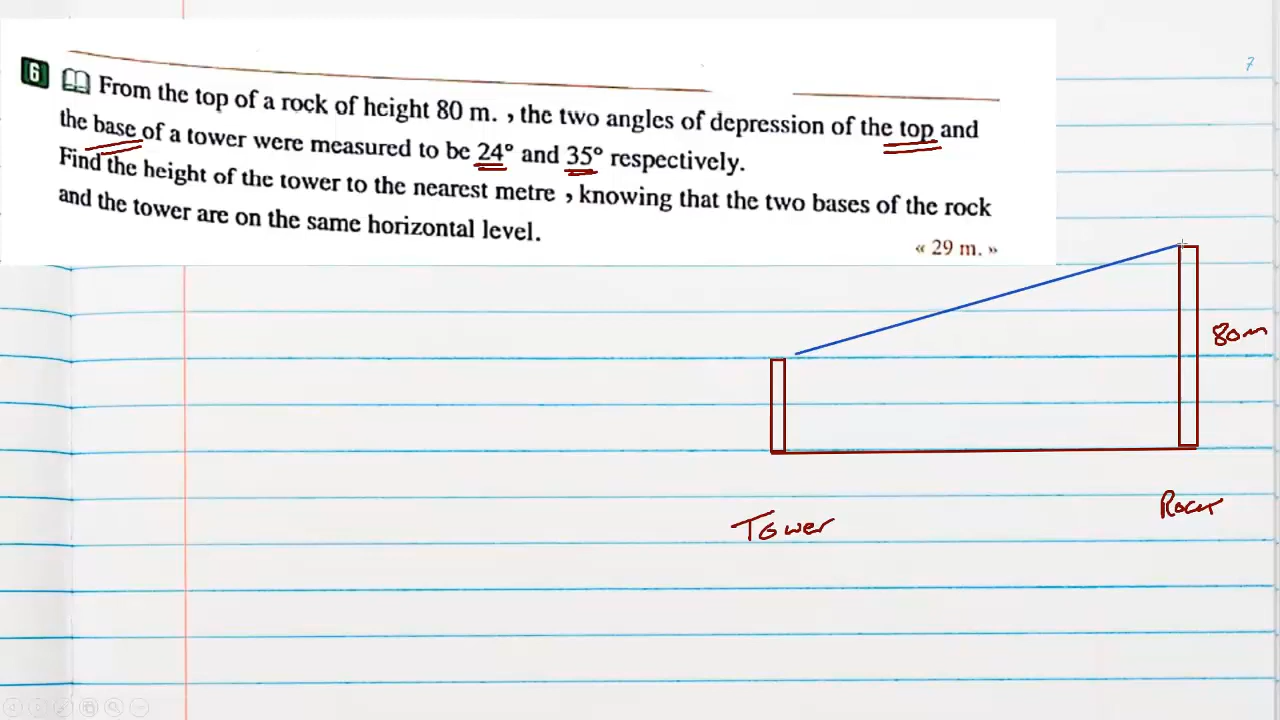 6 From the top of a rock of height 80 m. , the two angles of depression of the top and
the base of a tower were measured to be 24° and 35° respectively.
Find the height of the tower to the nearest metre , knowing that the two bases of the rock
and the tower are on the same horizontal level.
« 29 m. »
7
80m
Rock
Tower